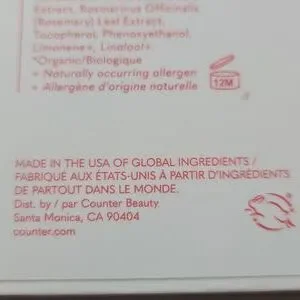 Extract, Rosmarinus Officinalis
(Rosemary) Leaf Extract,
Tocopherol, Phenoxyethanol,
Limonene+, Linalool+
*Organic/Biologique
+ Naturally occurring allergen
+ Allergène d'origine naturelle
12M
MADE IN THE USA OF GLOBAL INGREDIENTS /
FABRIQUÉ AUX ÉTATS-UNIS À PARTIR D'INGRÉDIENTS
DE PARTOUT DANS LE MONDE.
Dist. by / par Counter Beauty
Santa Monica, CA 90404
counter.com